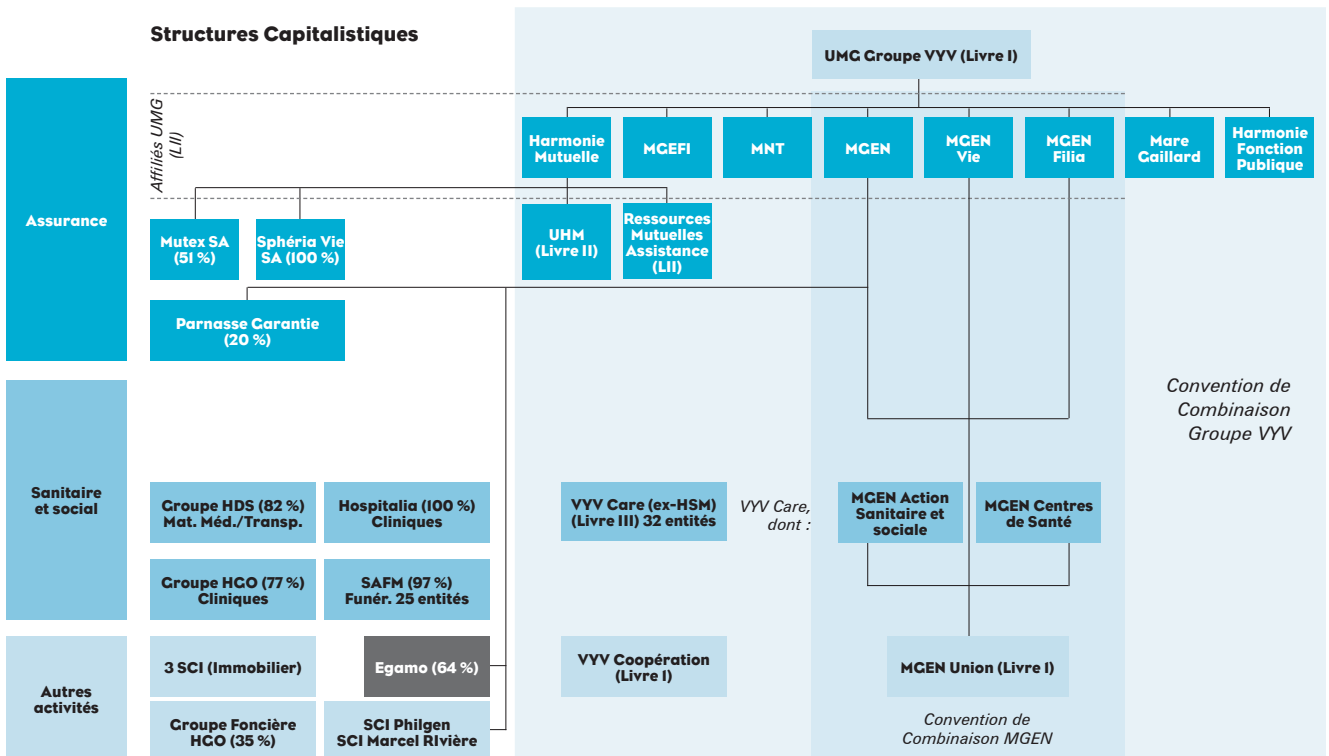 Structures Capitalistiques
UMG Groupe VYV (Livre I)
Assurance
Affiliés UMG
(LII)
Harmonie
Mutuelle
MGEFI
MNT
MGEN
MGEN
Vie
MGEN
Filia
Mare
Gaillard
Harmonie
Fonction
Publique
Mutex SA
(51 %)
Sphéria Vie
SA (100 %)
UHM
(Livre II)
Ressources
Mutuelles
Assistance
(LII)
Parnasse Garantie
(20 %)
Convention de
Combinaison
Groupe VYV
Sanitaire
et social
Groupe HDS (82 %)
Mat. Méd./Transp.
Hospitalia (100 %)
Cliniques
VYV Care (ex-HSM)
(Livre III) 32 entités
VYV Care,
dont :
MGEN Action
Sanitaire et
sociale
MGEN Centres
de Santé
Groupe HGO (77 %)
Cliniques
SAFM (97 %)
Funér. 25 entités
Autres
activités
3 SCI (Immobilier)
Egamo (64 %)
VYV Coopération
(Livre I)
MGEN Union (Livre I)
Groupe Foncière
HGO (35 %)
SCI Philgen
SCI Marcel RIvière
Convention de
Combinaison MGEN